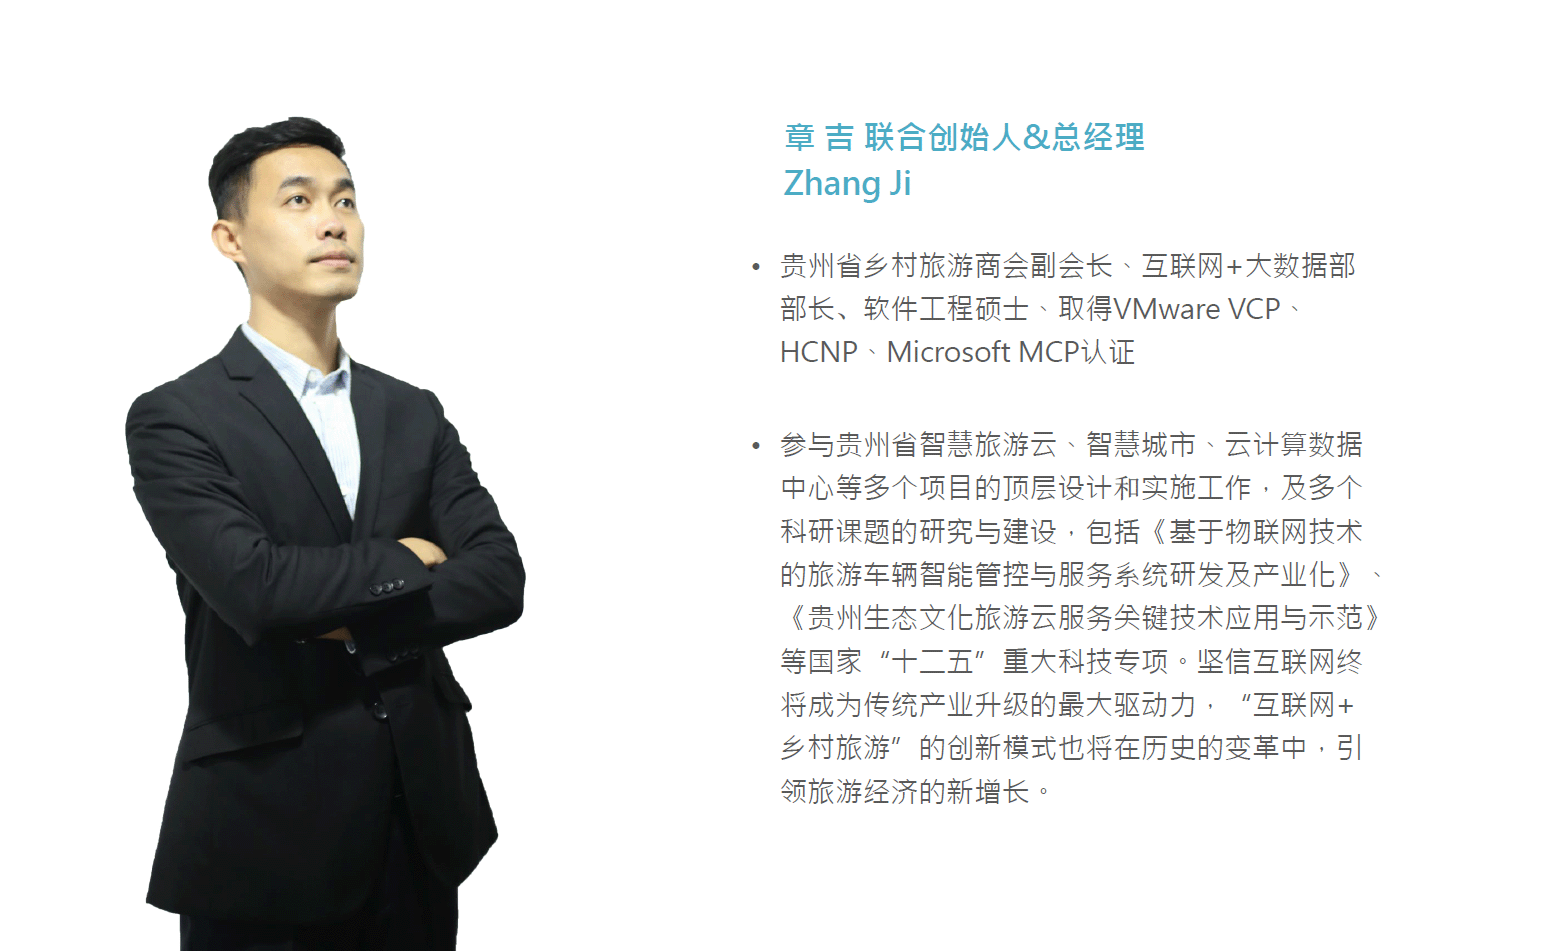 章 吉 联合创始人&总经理
Zhang Ji
• 贵州省乡村旅游商会副会长、互联网+大数据部
部长、软件工程硕士、取得VMware VCP、
HCNP、Microsoft MCP认证
• 参与贵州省智慧旅游云、智慧城市、云计算数据
中心等多个项目的顶层设计和实施工作，及多个
科研课题的研究与建设，包括《基于物联网技术
的旅游车辆智能管控与服务系统研发及产业化》、
《贵州生态文化旅游云服务关键技术应用与示范》
等国家“十二五”重大科技专项。坚信互联网终
将成为传统产业升级的最大驱动力，“互联网+
乡村旅游”的创新模式也将在历史的变革中，引
领旅游经济的新增长。